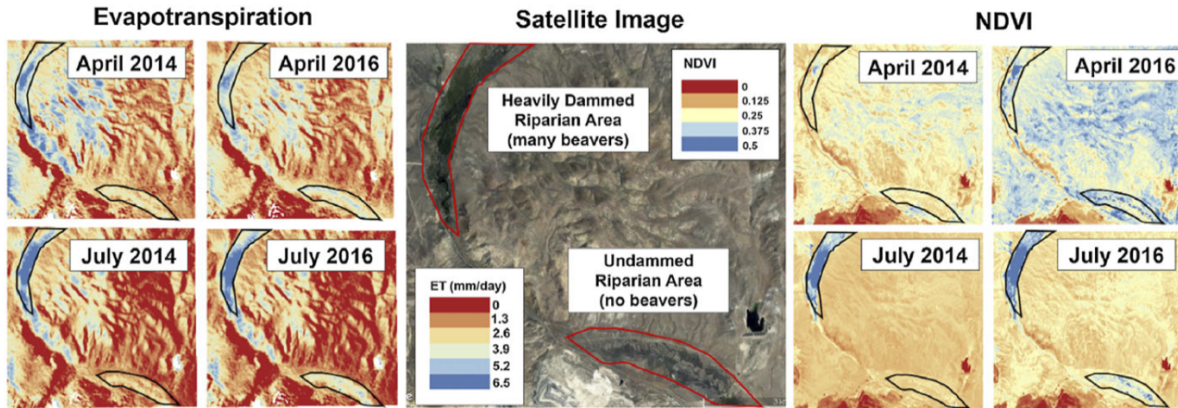 Evapotranspiration
Satellite Image
NDVI
April 2014
April 2016
July 2014
July 2016
Heavily Dammed
Riparian Area
(many beavers)
NDVI
0
0.125
0.25
0.375
0.5
Undammed
Riparian Area
(no beavers)
ET (mm/day)
0
1.3
2.6
3.9
5.2
6.5
April 2014
April 2016
July 2014
July 2016